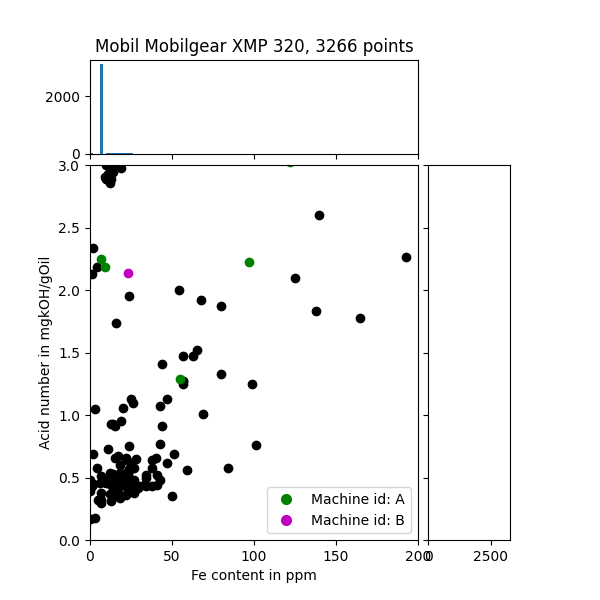 Mobil Mobilgear XMP 320, 3266 points
2000
0
3.0
2.5
2.0
1.5
1.0
0.5
0.0
Acid number in mgkOH/gOil
Machine id: A
Machine id: B
0 50 100 150 200 0 2500
Fe content in ppm